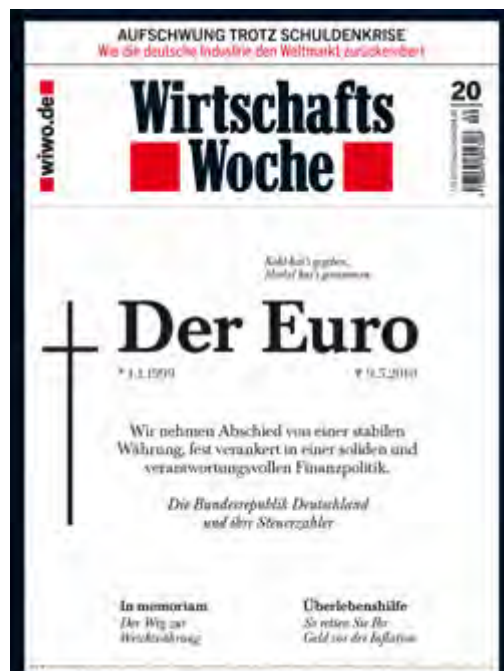 AUFSCHWUNG TROTZ SCHULDENKRISE
Wie die deutsche Industrie den Weltmarkt zurückerobert
wiwo.de
20
Wirtschafts
Woche
Kohl hat's gegeben,
Merkel hat's genommen.
Der Euro
* 1.1.1999
† 9.5.2010
Wir nehmen Abschied von einer stabilen
Währung, fest verankert in einer soliden und
verantwortungsvollen Finanzpolitik.
Die Bundesrepublik Deutschland
und ihre Steuerzahler
In memoriam
Der Weg zur
Weichwährung
Überlebenshilfe
So retten Sie Ihr
Geld vor der Inflation